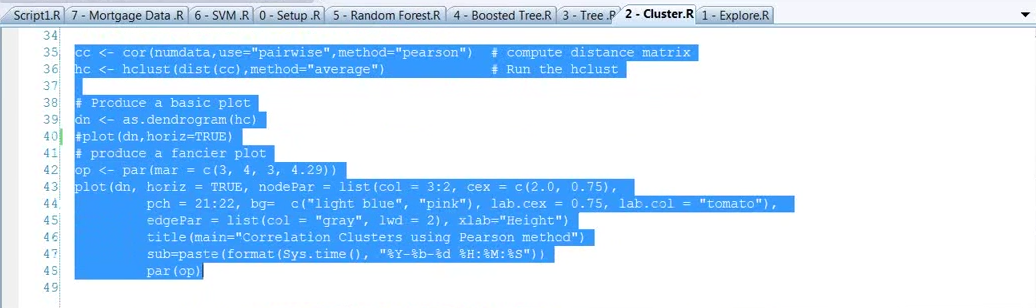 Script1.R 7 - Mortgage Data .R 6 - SVM .R 0 - Setup .R 5 - Random Forest.R 4 - Boosted Tree.R 3 - Tree .R 2 - Cluster.R 1 - Explore.R
34
35 cc <- cor(numdata,use="pairwise",method="pearson") # compute distance matrix
36 hc <- hclust(dist(cc),method="average") # Run the hclust
37
38 # Produce a basic plot
39 dn <- as.dendrogram(hc)
40 #plot(dn,horiz=TRUE)
41 # produce a fancier plot
42 op <- par(mar = c(3, 4, 3, 4.29))
43 plot(dn, horiz = TRUE, nodePar = list(col = 3:2, cex = c(2.0, 0.75),
44 pch = 21:22, bg= c("light blue", "pink"), lab.cex = 0.75, lab.col = "tomato"),
45 edgePar = list(col = "gray", lwd = 2), xlab="Height")
46 title(main="Correlation Clusters using Pearson method")
47 sub=paste(format(Sys.time(), "%Y-%b-%d %H:%M:%S"))
48 par(op)
49